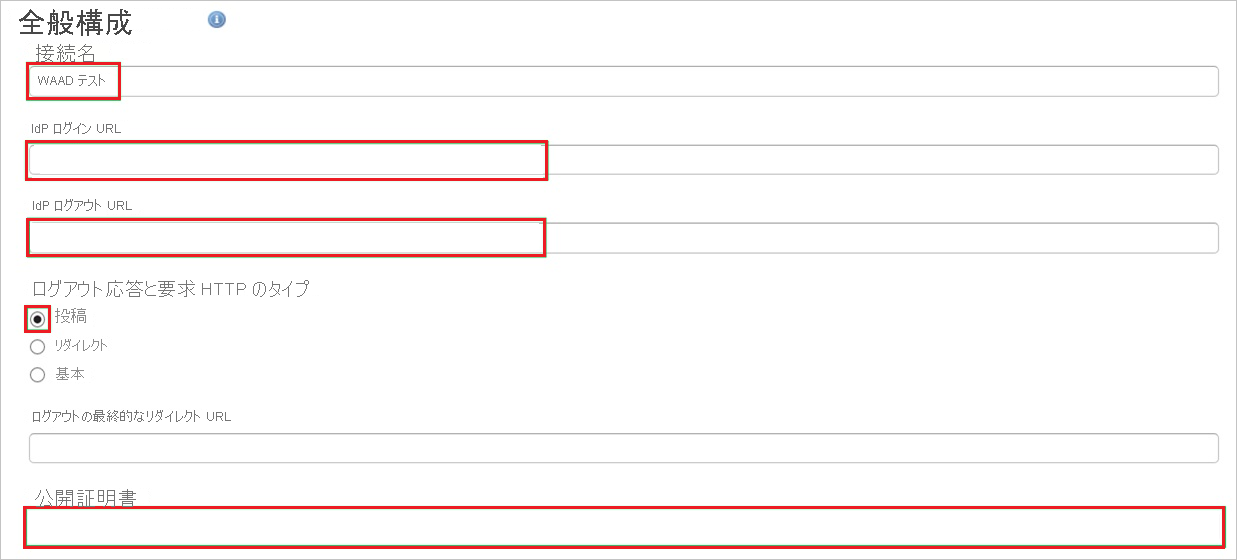 全般構成
接続名
WAAD テスト
IdP ログイン URL
IdP ログアウト URL
ログアウト応答と要求 HTTP のタイプ
投稿
リダイレクト
基本
ログアウトの最終的なリダイレクト URL
公開証明書